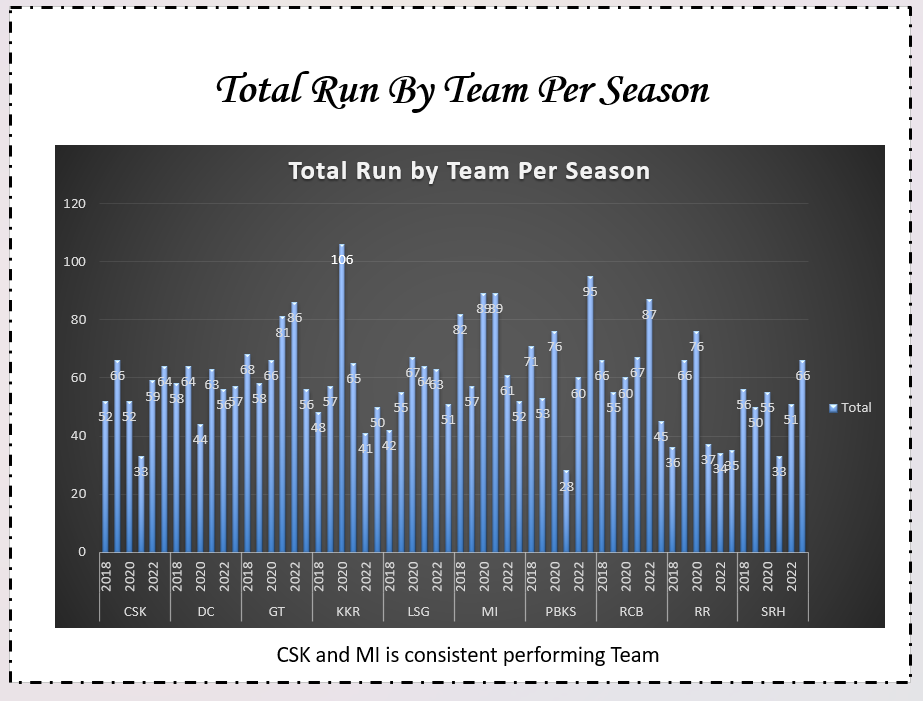 Total Run By Team Per Season
Total Run by Team Per Season
120
100
80
60
40
20
0
52 66 52 33 59 64
58 64 44 63 56 57
68 58 66 81 86 56
48 57 106 65 41 50
42 55 67 64 63 51
82 57 89 89 61 52
71 53 76 28 60 95
66 55 60 67 87 45
36 66 76 37 34 35
56 50 55 33 51 66
Total
2018 2020 2022 2018 2020 2022 2018 2020 2022 2018 2020 2022 2018 2020 2022 2018 2020 2022 2018 2020 2022 2018 2020 2022 2018 2020 2022 2018 2020 2022
CSK DC GT KKR LSG MI PBKS RCB RR SRH
CSK and MI is consistent performing Team